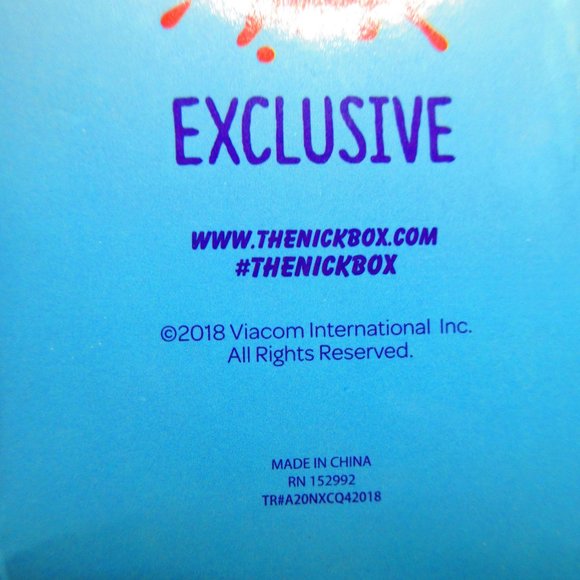 EXCLUSIVE
WWW.THENICKBOX.COM
#THENICKBOX
©2018 Viacom International Inc.
All Rights Reserved.
MADE IN CHINA
RN 152992
TR#A20NXCQ42018